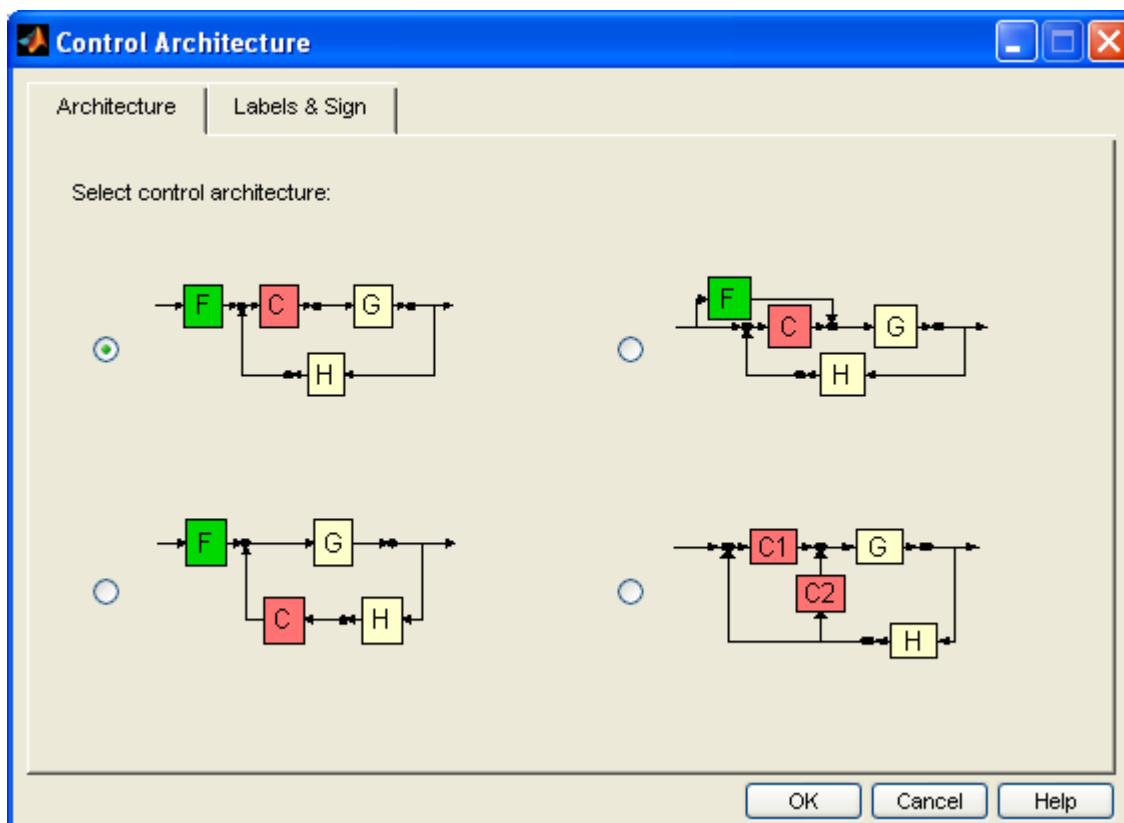 Control Architecture
Architecture Labels & Sign
Select control architecture:
F C G
H
F
C G
H
F G
C H
C1 G
C2
H
OK Cancel Help